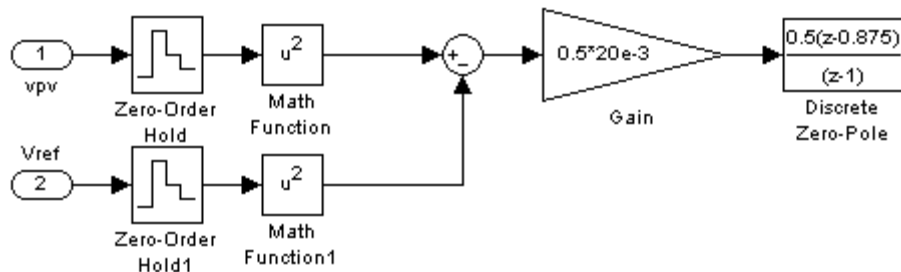 1
vpv
Zero-Order
Hold
u2
Math
Function
+
−
0.5*20e-3
Gain
0.5(z-0.875)
(z-1)
Discrete
Zero-Pole
Vref
2
Zero-Order
Hold1
u2
Math
Function1